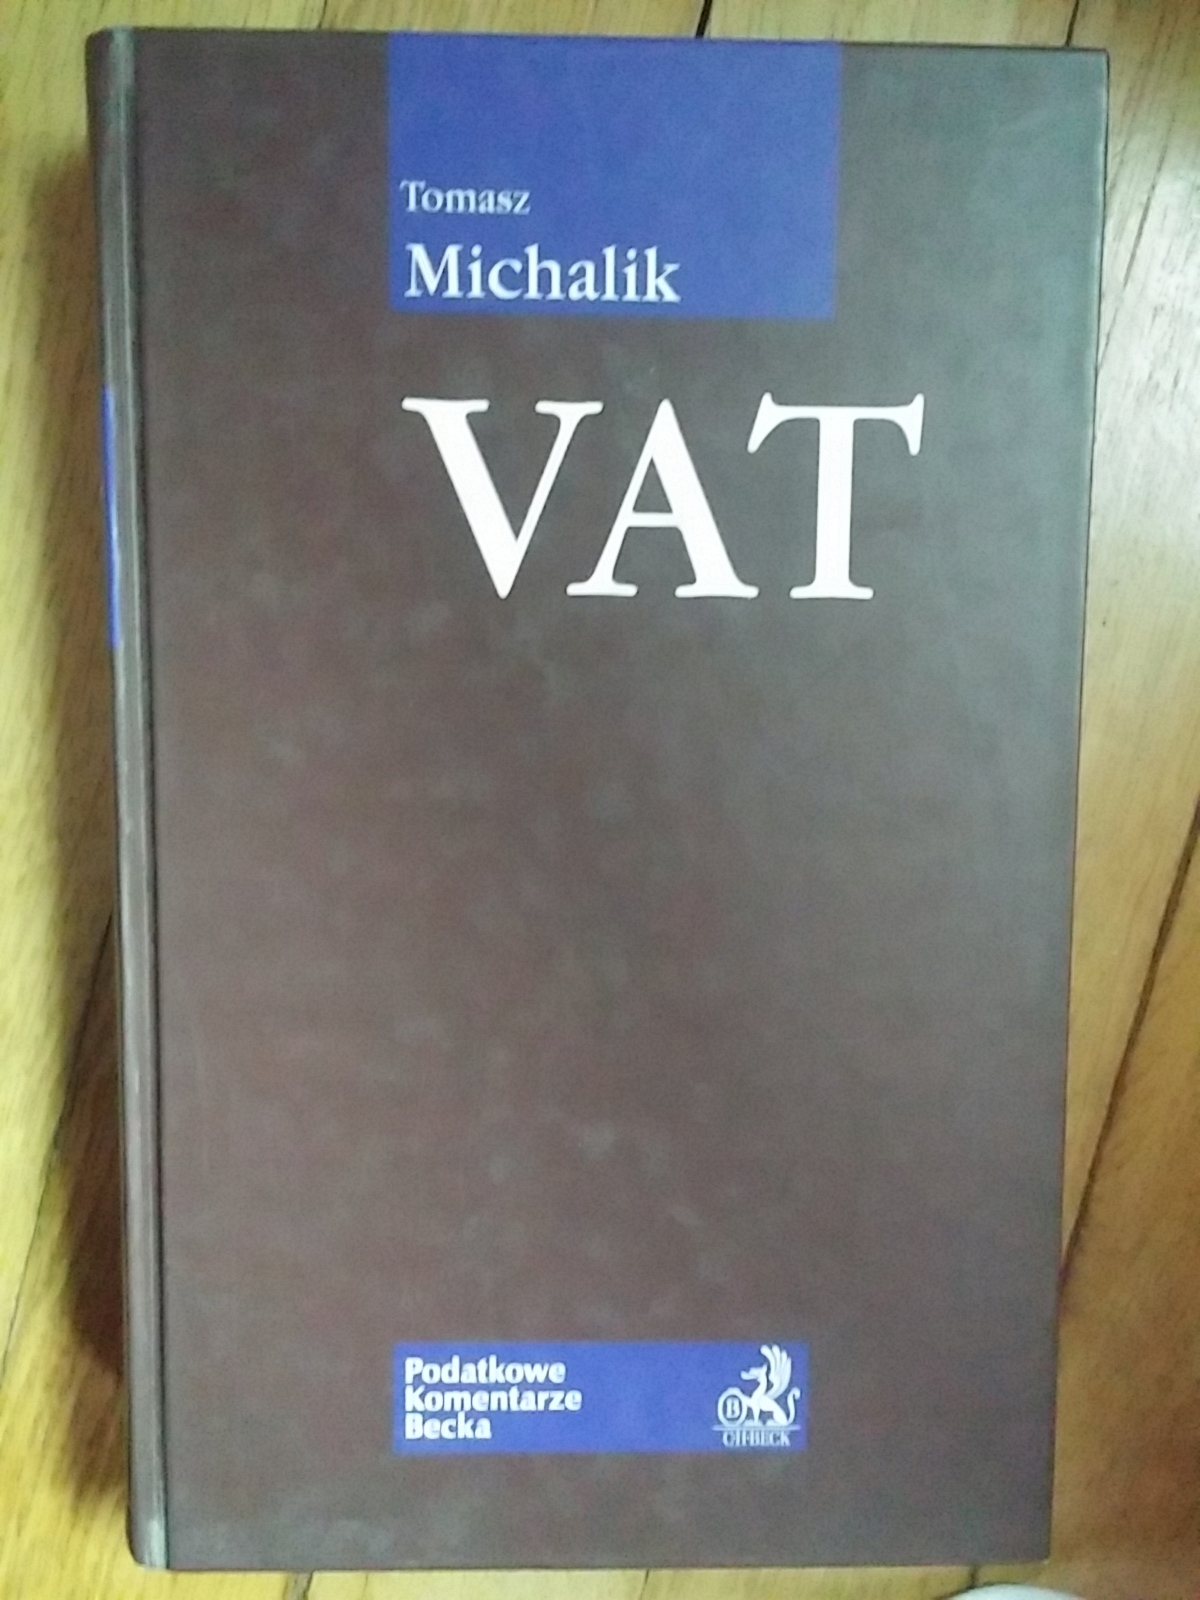 Tomasz
Michalik
VAT
Podatkowe
Komentarze
Becka
B
C·H·BECK